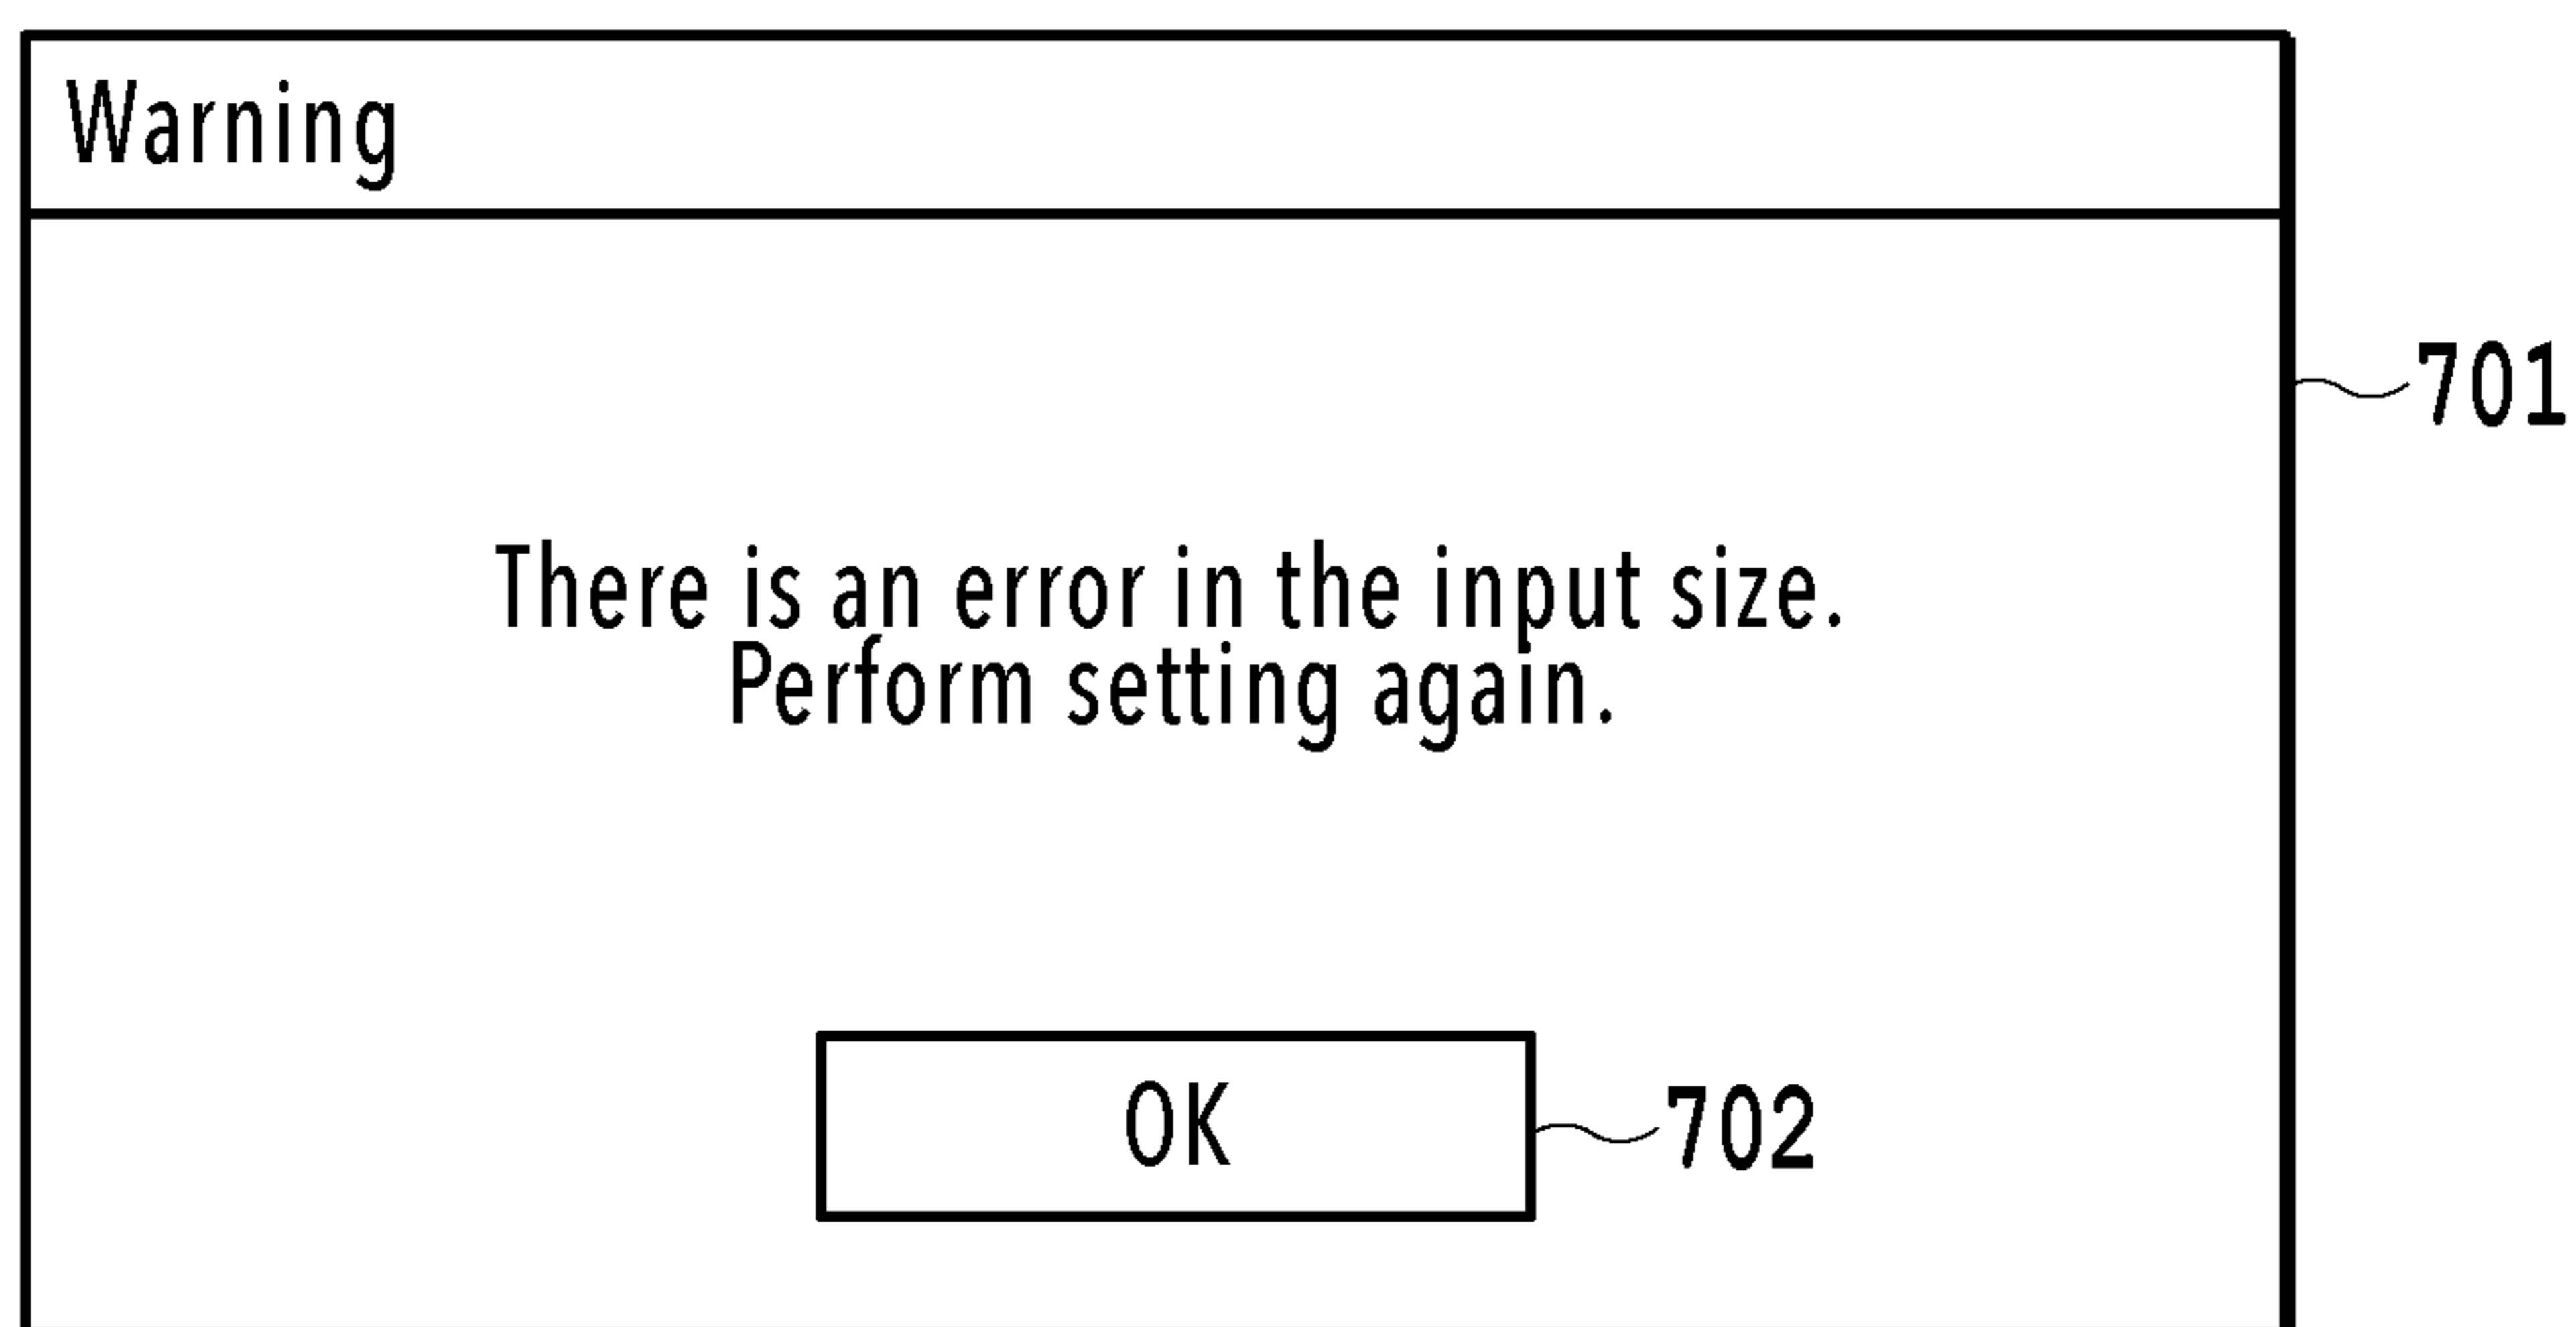 Warning
701
There is an error in the input size.
Perform setting again.
OK
702